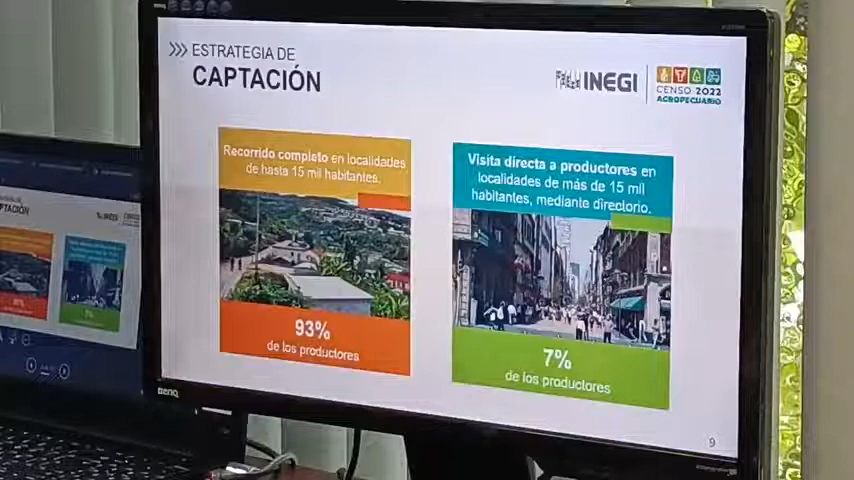 ESTRATEGIA DE
CAPTACIÓN
INEGI
CENSO 2022
AGROPECUARIO
Recorrido completo en localidades
de hasta 15 mil habitantes.
93%
de los productores
Visita directa a productores en
localidades de más de 15 mil
habitantes, mediante directorio.
7%
de los productores
9
BenQ
CAPTACIÓN
INEGI